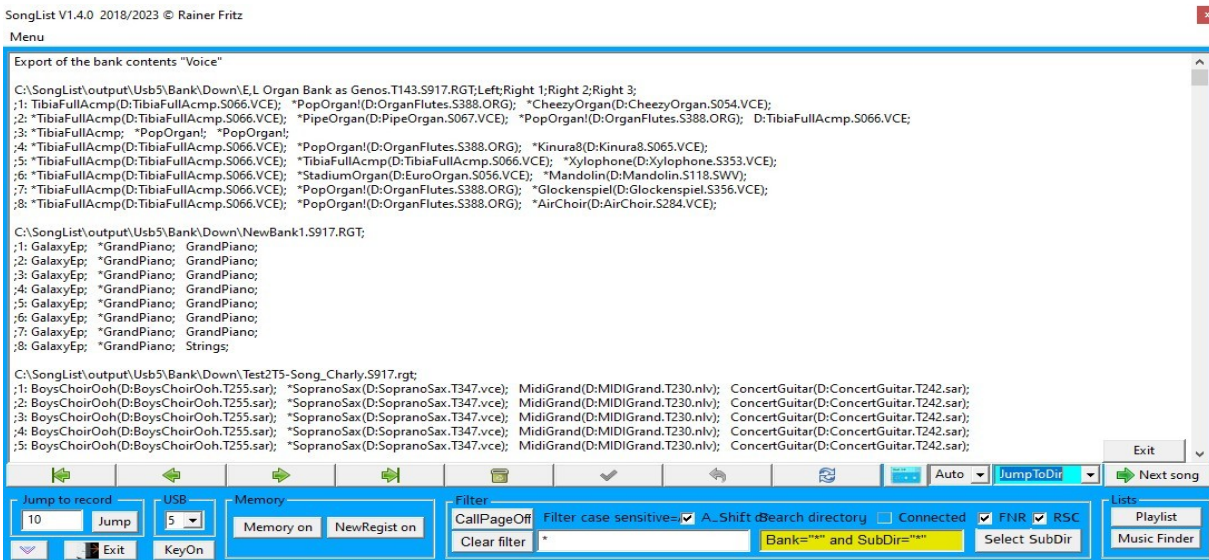 SongList V1.4.0 2018/2023 © Rainer Fritz
x
Menu
Export of the bank contents "Voice"
C:\SongList\output\Usb5\Bank\Down\E,L Organ Bank as Genos.T143.S917.RGT;Left;Right 1;Right 2;Right 3;
;1: TibiaFullAcmp(D:TibiaFullAcmp.S066.VCE); *PopOrgan!(D:OrganFlutes.S388.ORG); *CheezyOrgan(D:CheezyOrgan.S054.VCE);
;2: *TibiaFullAcmp(D:TibiaFullAcmp.S066.VCE); *PipeOrgan(D:PipeOrgan.S067.VCE); *PopOrgan!(D:OrganFlutes.S388.ORG); D:TibiaFullAcmp.S066.VCE;
;3: *TibiaFullAcmp; *PopOrgan!; *PopOrgan!;
;4: *TibiaFullAcmp(D:TibiaFullAcmp.S066.VCE); *PopOrgan!(D:OrganFlutes.S388.ORG); *Kinura8(D:Kinura8.S065.VCE);
;5: *TibiaFullAcmp(D:TibiaFullAcmp.S066.VCE); *TibiaFullAcmp(D:TibiaFullAcmp.S066.VCE); *Xylophone(D:Xylophone.S353.VCE);
;6: *TibiaFullAcmp(D:TibiaFullAcmp.S066.VCE); *StadiumOrgan(D:EuroOrgan.S056.VCE); *Mandolin(D:Mandolin.S118.SWV);
;7: *TibiaFullAcmp(D:TibiaFullAcmp.S066.VCE); *PopOrgan!(D:OrganFlutes.S388.ORG); *Glockenspiel(D:Glockenspiel.S356.VCE);
;8: *TibiaFullAcmp(D:TibiaFullAcmp.S066.VCE); *PopOrgan!(D:OrganFlutes.S388.ORG); *AirChoir(D:AirChoir.S284.VCE);
C:\SongList\output\Usb5\Bank\Down\NewBank1.S917.RGT;
;1: GalaxyEp; *GrandPiano; GrandPiano;
;2: GalaxyEp; *GrandPiano; GrandPiano;
;3: GalaxyEp; *GrandPiano; GrandPiano;
;4: GalaxyEp; *GrandPiano; GrandPiano;
;5: GalaxyEp; *GrandPiano; GrandPiano;
;6: GalaxyEp; *GrandPiano; GrandPiano;
;7: GalaxyEp; *GrandPiano; GrandPiano;
;8: GalaxyEp; *GrandPiano; Strings;
C:\SongList\output\Usb5\Bank\Down\Test2T5-Song_Charly.S917.rgt;
;1: BoysChoirOoh(D:BoysChoirOoh.T255.sar); *SopranoSax(D:SopranoSax.T347.vce); MidiGrand(D:MIDIGrand.T230.nlv); ConcertGuitar(D:ConcertGuitar.T242.sar);
;2: BoysChoirOoh(D:BoysChoirOoh.T255.sar); *SopranoSax(D:SopranoSax.T347.vce); MidiGrand(D:MIDIGrand.T230.nlv); ConcertGuitar(D:ConcertGuitar.T242.sar);
;3: BoysChoirOoh(D:BoysChoirOoh.T255.sar); *SopranoSax(D:SopranoSax.T347.vce); MidiGrand(D:MIDIGrand.T230.nlv); ConcertGuitar(D:ConcertGuitar.T242.sar);
;4: BoysChoirOoh(D:BoysChoirOoh.T255.sar); *SopranoSax(D:SopranoSax.T347.vce); MidiGrand(D:MIDIGrand.T230.nlv); ConcertGuitar(D:ConcertGuitar.T242.sar);
;5: BoysChoirOoh(D:BoysChoirOoh.T255.sar); *SopranoSax(D:SopranoSax.T347.vce); MidiGrand(D:MIDIGrand.T230.nlv); ConcertGuitar(D:ConcertGuitar.T242.sar);
Exit
Auto JumpToDir Next song
Jump to record USB Memory Filter Lists
10 Jump 5 Memory on NewRegist on CallPageOff Filter case sensitive= A_Shift d Search directory Connected FNR RSC Playlist
Exit KeyOn Clear filter * Bank="*" and SubDir="*" Select SubDir Music Finder